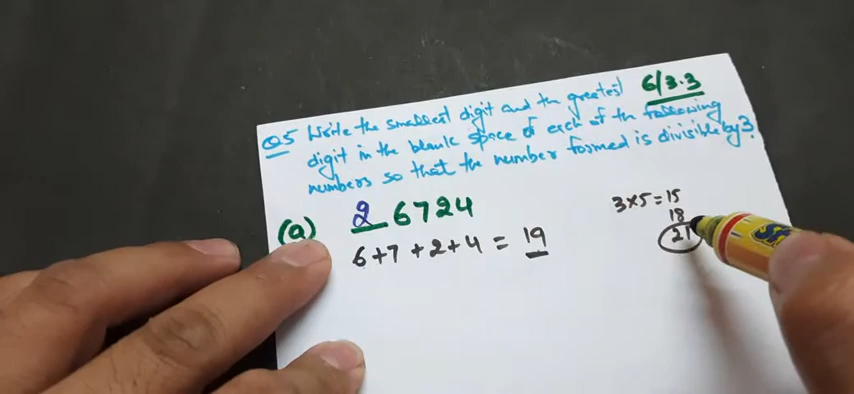 6/3.3
Q5 Write the smallest digit and the greatest
digit in the blank space of each of the following
numbers so that the number formed is divisible by 3.
(a) 2 6724
6+7+2+4 = 19
3×5=15
18
21